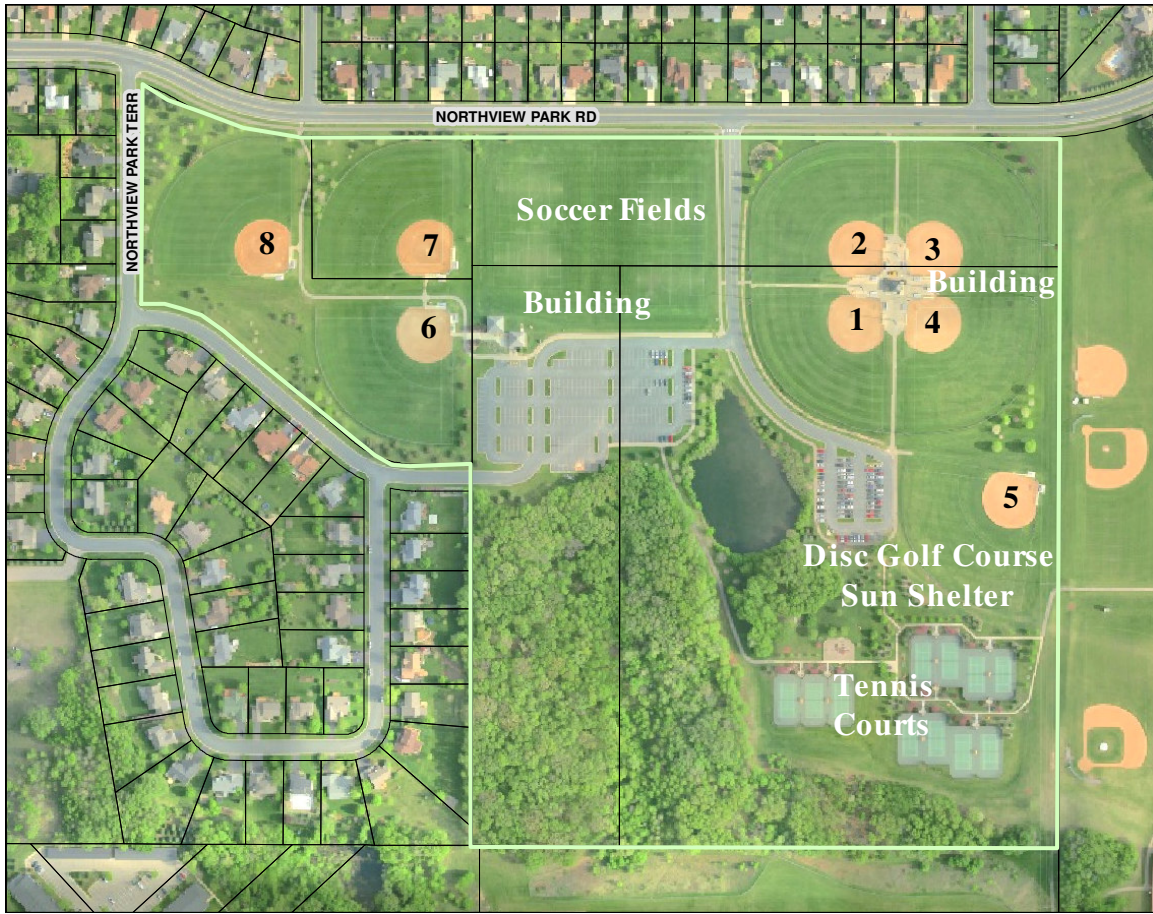 NORTHVIEW PARK RD
NORTHVIEW PARK TERR
Soccer Fields
8
7
2
3
Building
Building
6
1
4
5
Disc Golf Course
Sun Shelter
Tennis
Courts